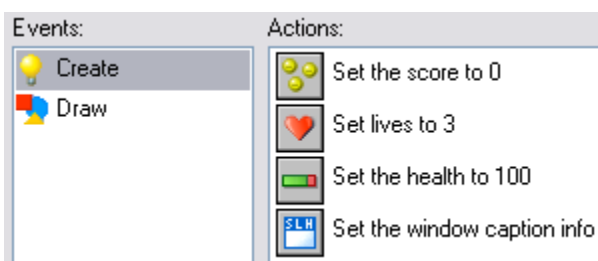 Events:
Actions:
Create
Draw
Set the score to 0
Set lives to 3
Set the health to 100
SLH
Set the window caption info